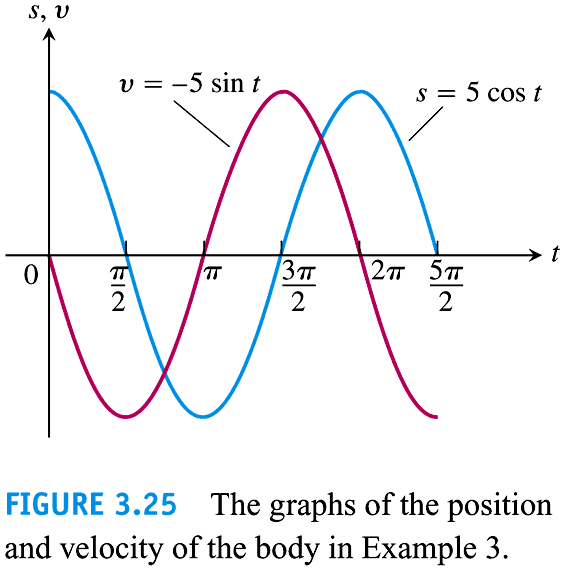 s, v
v = −5 sin t
s = 5 cos t
t
0
π/2
π
3π/2
2π
5π/2
FIGURE 3.25 The graphs of the position
and velocity of the body in Example 3.